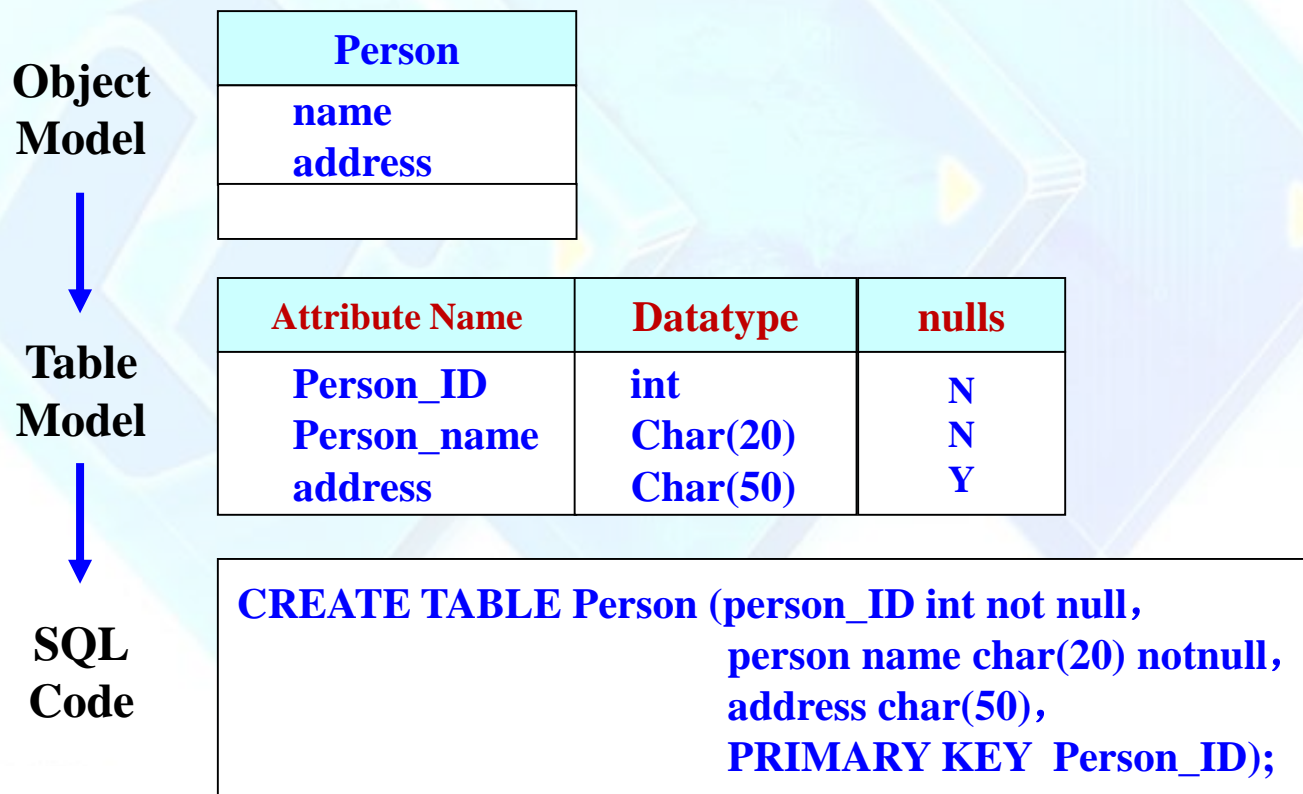 Object
Model
Person
name
address
Table
Model
Attribute Name Datatype nulls
Person_ID int N
Person_name Char(20) N
address Char(50) Y
SQL
Code
CREATE TABLE Person (person_ID int not null，
person name char(20) notnull，
address char(50)，
PRIMARY KEY Person_ID);